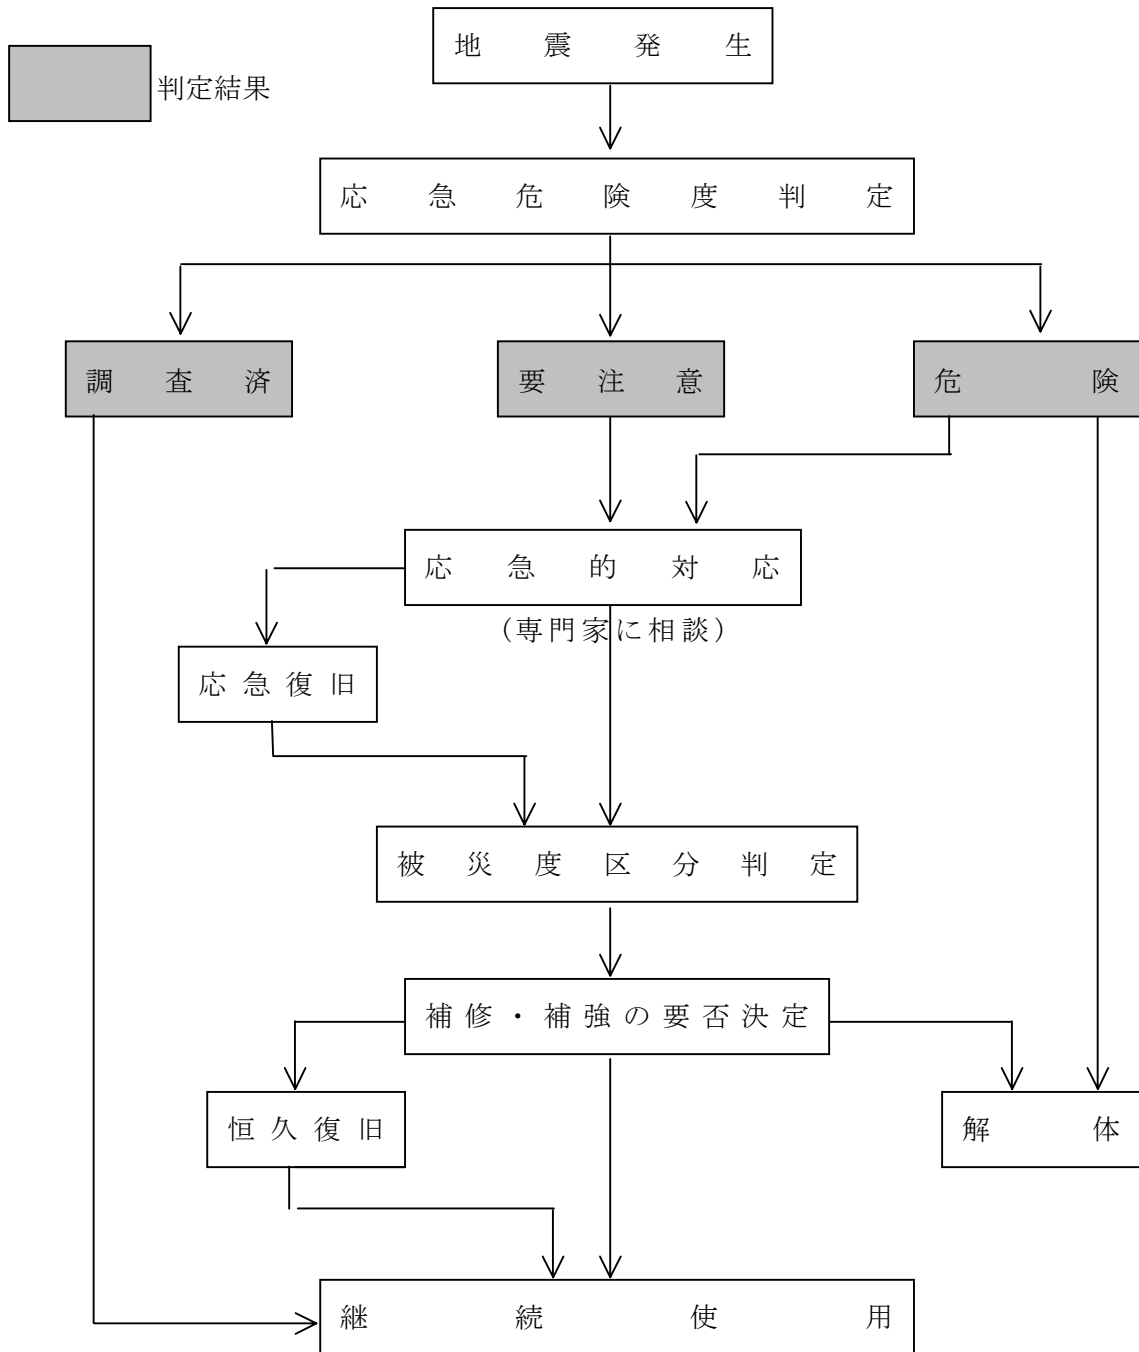 地震発生
判定結果
応急危険度判定
調査済
要注意
危険
応急的対応
(専門家に相談)
応急復旧
被災度区分判定
補修・補強の要否決定
恒久復旧
解体
継続使用